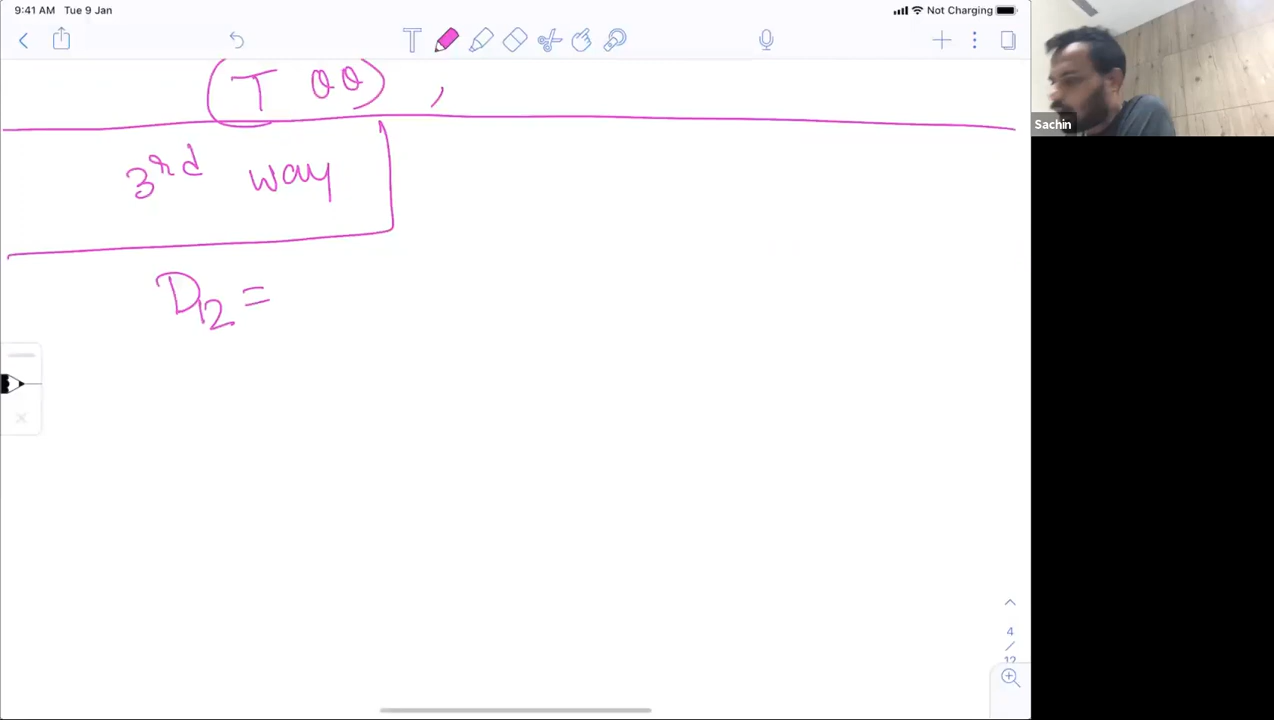 9:41 AM Tue 9 Jan
Not Charging
T
(T θθ) ,
Sachin
3rd way
D12 =
4
/
12